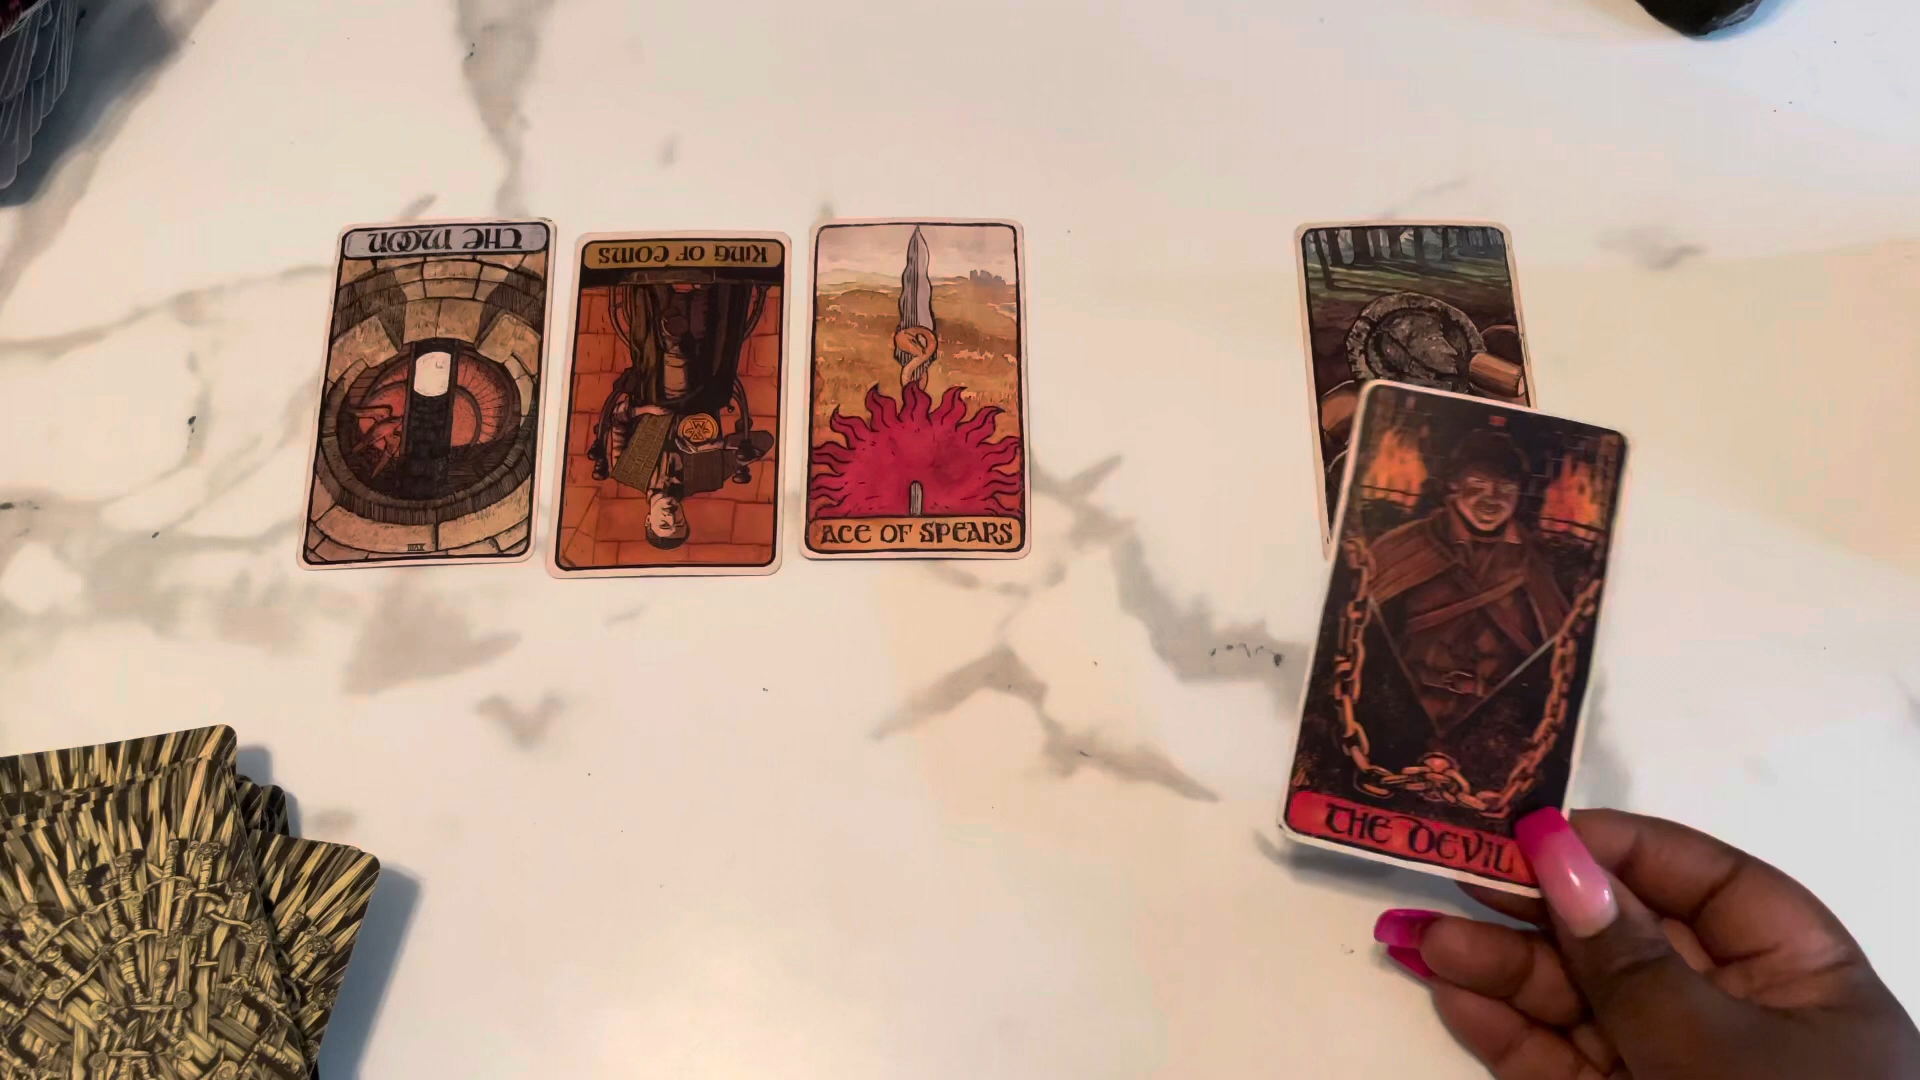 THE MOON
KING OF COINS
ACE OF SPEARS
THE DEVIL